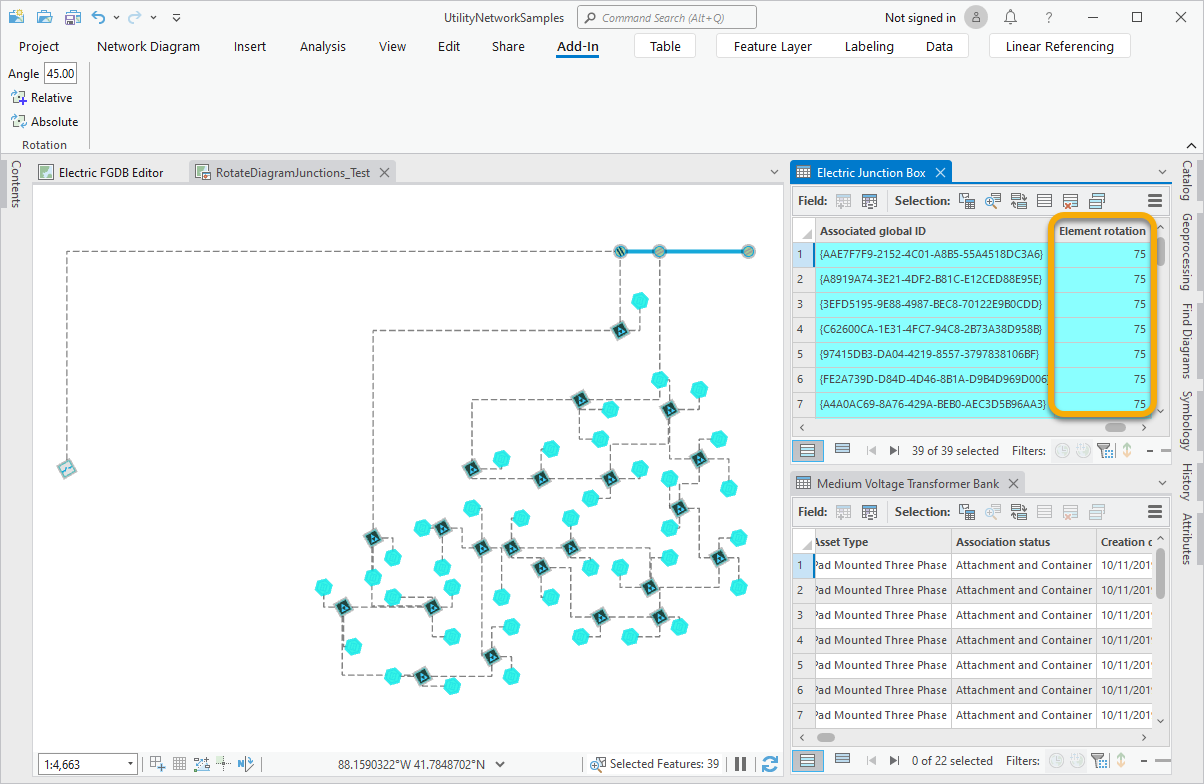 UtilityNetworkSamples
Command Search (Alt+Q)
Not signed in
?
Project Network Diagram Insert Analysis View Edit Share Add-In Table Feature Layer Labeling Data Linear Referencing
Angle 45.00
Relative
Absolute
Rotation
Contents
Electric FGDB Editor
RotateDiagramJunctions_Test
1:4,663
88.1590322°W 41.7848702°N
Selected Features: 39
Electric Junction Box
Field: Selection:
Associated global ID Element rotation
1 {AAE7F7F9-2152-4C01-A8B5-55A4518DC3A6} 75
2 {A8919A74-3E21-4DF2-B81C-E12CED88E95E} 75
3 {3EFD5195-9E88-4987-BEC8-70122E9B0CDD} 75
4 {C62600CA-1E31-4FC7-94C8-2B73A38D958B} 75
5 {97415DB3-DA04-4219-8557-3797838106BF} 75
6 {FE2A739D-D84D-4D46-8B1A-D9B4D969D006} 75
7 {A4A0AC69-8A76-429A-BEB0-AEC3D5B96AA3} 75
39 of 39 selected
Filters:
Medium Voltage Transformer Bank
Field: Selection:
Asset Type Association status Creation d
1 Pad Mounted Three Phase Attachment and Container 10/11/2019
2 Pad Mounted Three Phase Attachment and Container 10/11/2019
3 Pad Mounted Three Phase Attachment and Container 10/11/2019
4 Pad Mounted Three Phase Attachment and Container 10/11/2019
5 Pad Mounted Three Phase Attachment and Container 10/11/2019
6 Pad Mounted Three Phase Attachment and Container 10/11/2019
7 Pad Mounted Three Phase Attachment and Container 10/11/2019
0 of 22 selected
Filters:
Catalog
Geoprocessing
Find Diagrams
Symbology
History
Attributes